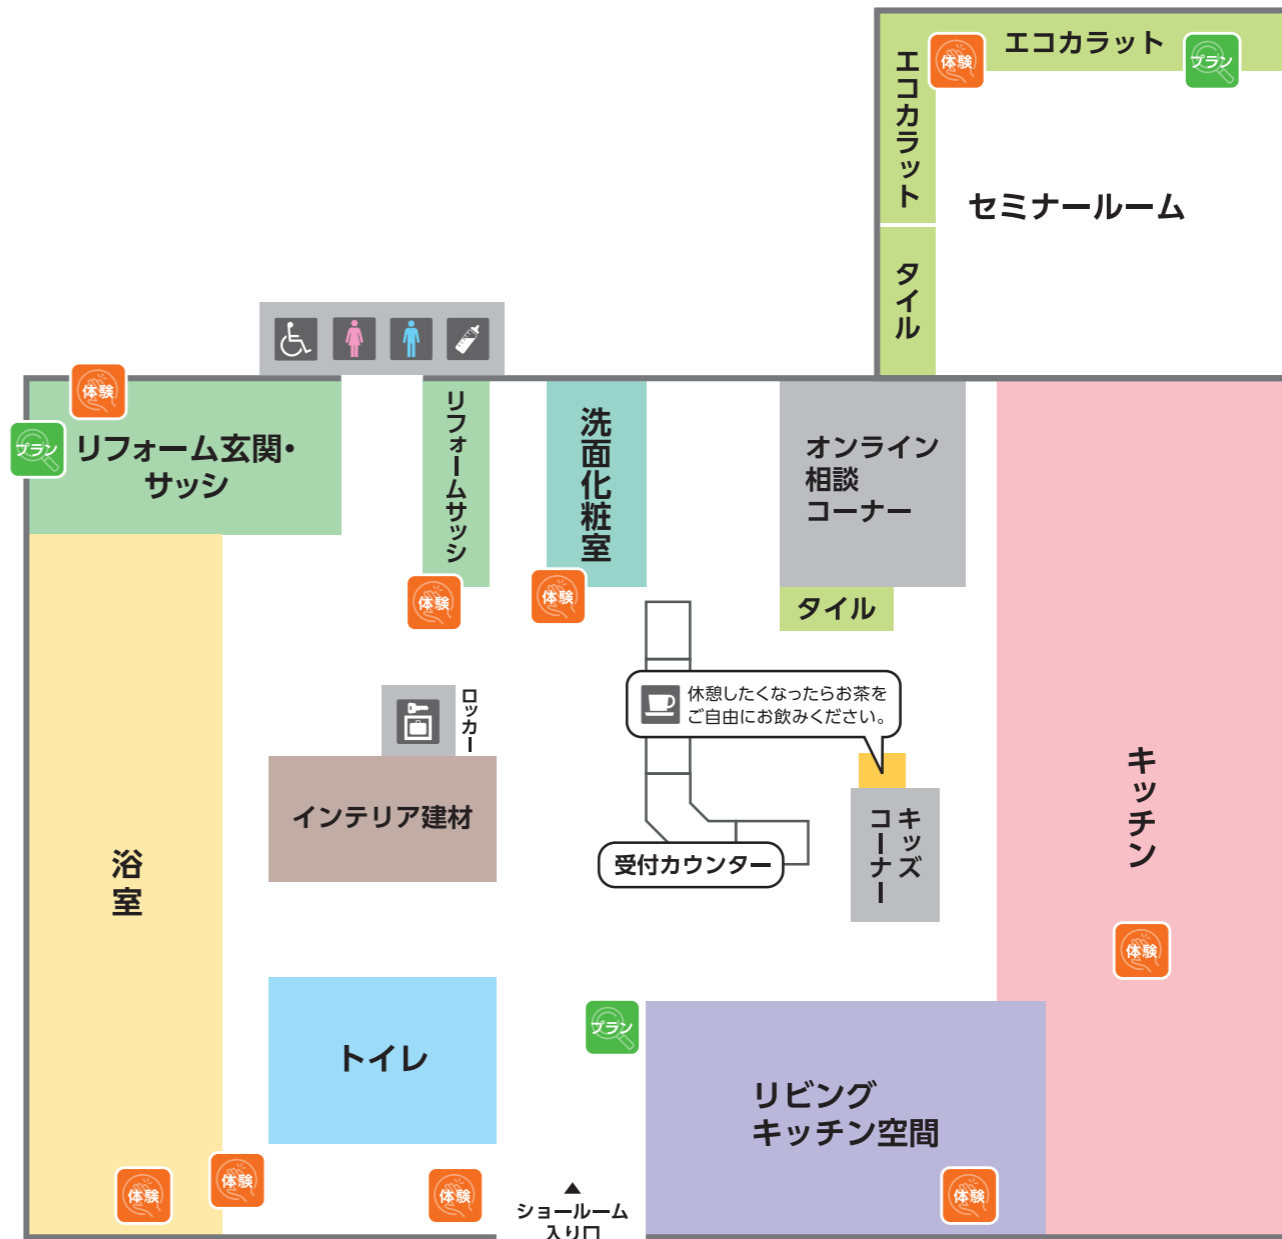 エコカラット
体験
プラン
エコカラット
セミナールーム
タイル
体験
プラン
リフォーム玄関・
サッシ
リフォームサッシ
体験
洗面化粧室
体験
オンライン
相談
コーナー
タイル
ロッカー
休憩したくなったらお茶を
ご自由にお飲みください。
インテリア建材
受付カウンター
キッズ
コーナー
キッチン
体験
浴室
トイレ
プラン
リビング
キッチン空間
体験
体験
体験
体験
▲
ショールーム
入り口